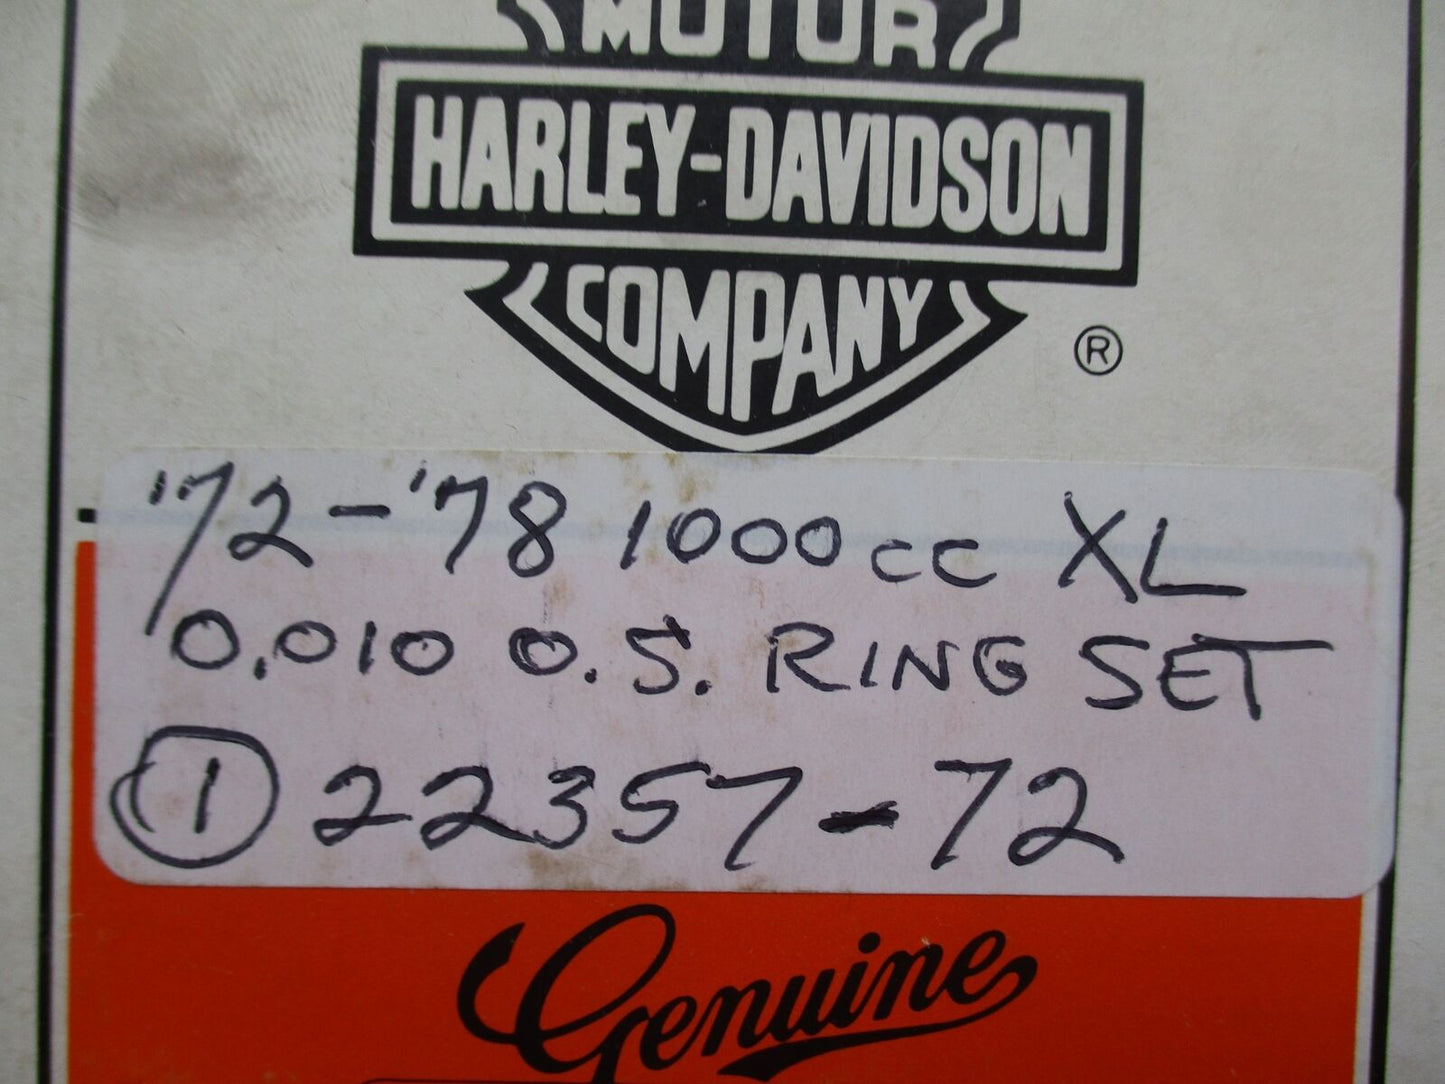 MOTOR
HARLEY-DAVIDSON
COMPANY
®
'72-'78 1000cc XL
0.010 O.S. RING SET
① 22357-72
Genuine